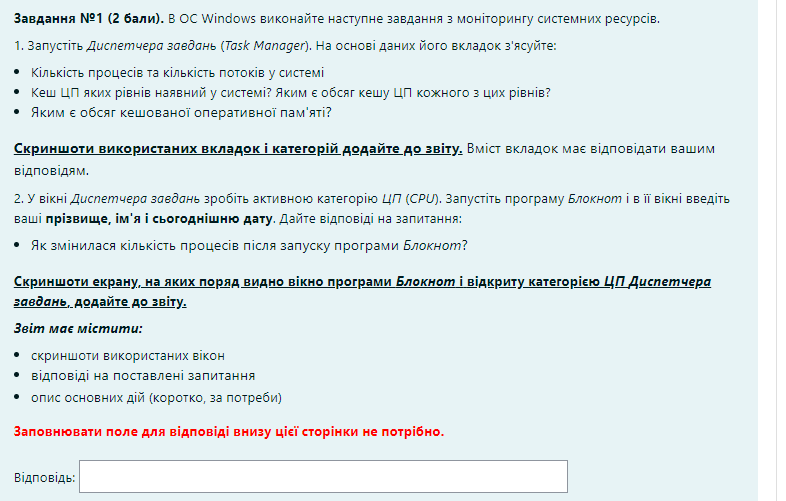 Завдання №1 (2 бали). В ОС Windows виконайте наступне завдання з моніторингу системних ресурсів.
1. Запустіть Диспетчера завдань (Task Manager). На основі даних його вкладок з'ясуйте:
• Кількість процесів та кількість потоків у системі
• Кеш ЦП яких рівнів наявний у системі? Яким є обсяг кешу ЦП кожного з цих рівнів?
• Яким є обсяг кешованої оперативної пам'яті?
Скриншоти використаних вкладок і категорій додайте до звіту. Вміст вкладок має відповідати вашим
відповідям.
2. У вікні Диспетчера завдань зробіть активною категорію ЦП (CPU). Запустіть програму Блокнот і в її вікні введіть
ваші прізвище, ім'я і сьогоднішню дату. Дайте відповіді на запитання:
• Як змінилася кількість процесів після запуску програми Блокнот?
Скриншоти екрану, на яких поряд видно вікно програми Блокнот і відкриту категорією ЦП Диспетчера
завдань, додайте до звіту.
Звіт має містити:
• скриншоти використаних вікон
• відповіді на поставлені запитання
• опис основних дій (коротко, за потреби)
Заповнювати поле для відповіді внизу цієї сторінки не потрібно.
Відповідь: